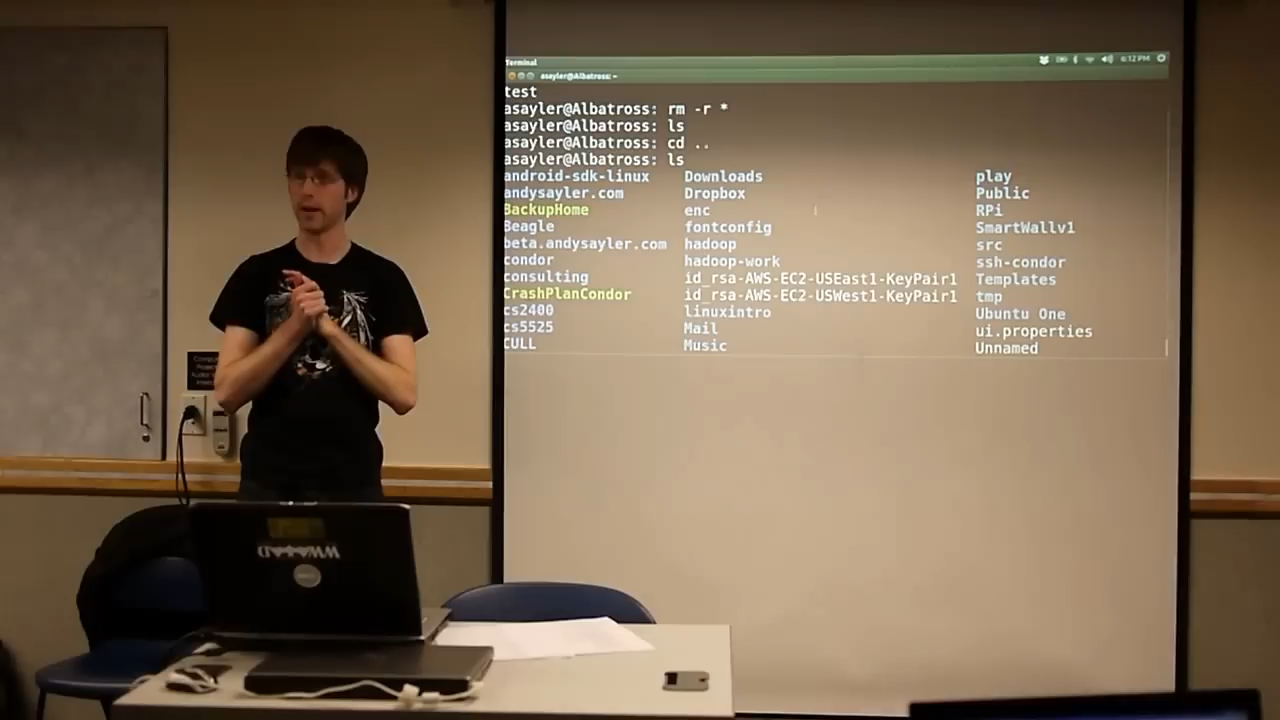 Terminal 6:12 PM
asayler@Albatross: ~
test
asayler@Albatross: rm -r *
asayler@Albatross: ls
asayler@Albatross: cd ..
asayler@Albatross: ls
android-sdk-linux Downloads play
andysayler.com Dropbox Public
BackupHome enc RPi
Beagle fontconfig SmartWallv1
beta.andysayler.com hadoop src
condor hadoop-work ssh-condor
consulting id_rsa-AWS-EC2-USEast1-KeyPair1 Templates
CrashPlanCondor id_rsa-AWS-EC2-USWest1-KeyPair1 tmp
cs2400 linuxintro Ubuntu One
cs5525 Mail ui.properties
CULL Music Unnamed
DELL